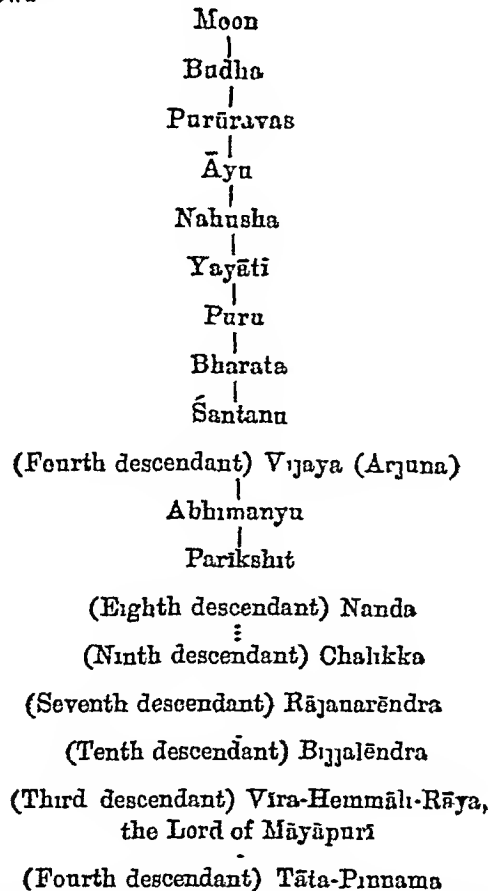 Moon
Budha
Purūravas
Āyu
Nahusha
Yayāti
Puru
Bharata
Śantanu
(Fourth descendant) Vijaya (Arjuna)
Abhimanyu
Parīkshit
(Eighth descendant) Nanda
(Ninth descendant) Chalikka
(Seventh descendant) Rājanarēndra
(Tenth descendant) Bijjalēndra
(Third descendant) Vīra-Hemmāli-Rāya,
the Lord of Māyāpurī
(Fourth descendant) Tāta-Pinnama